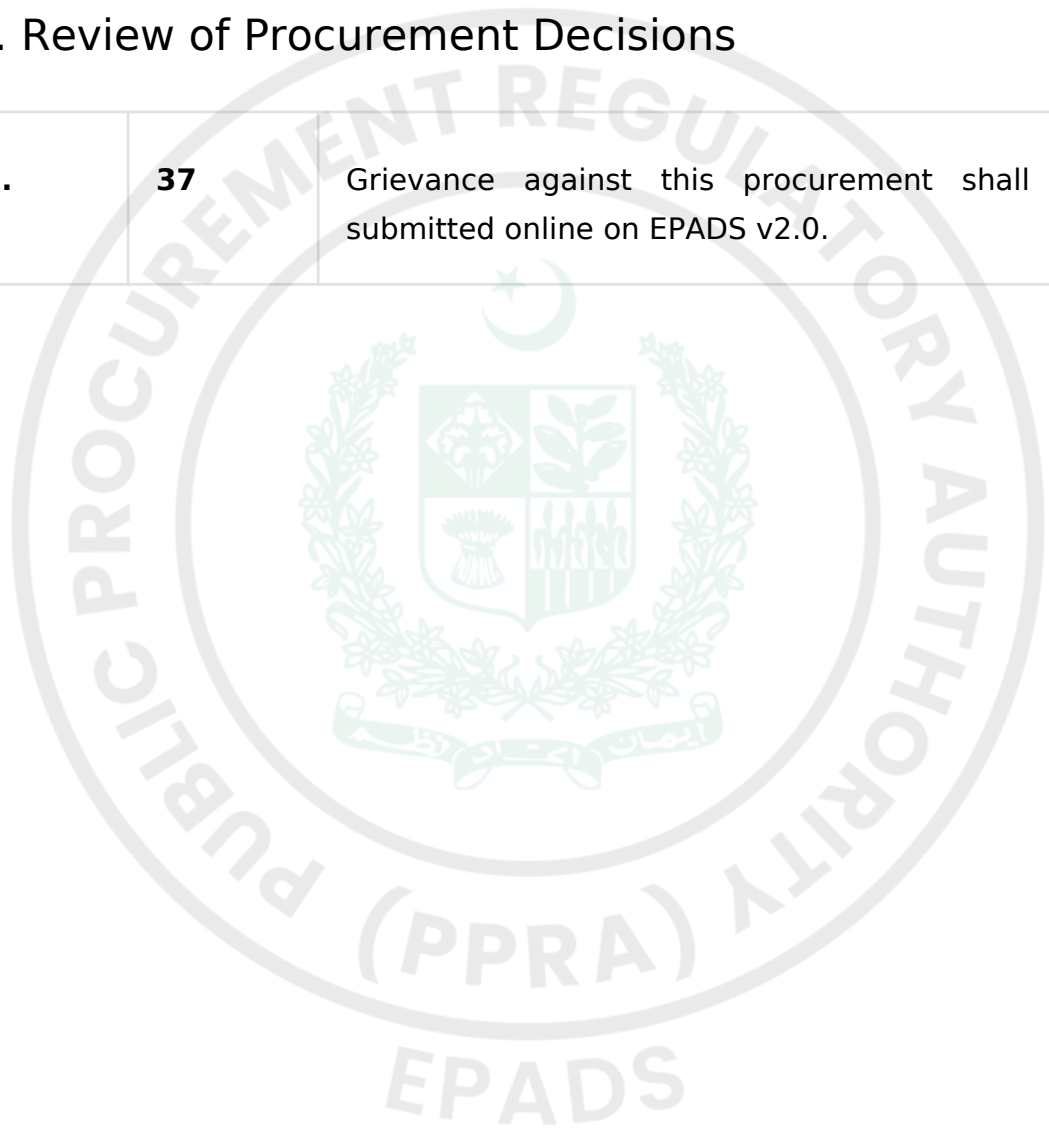 . Review of Procurement Decisions
. 37 Grievance against this procurement shall
submitted online on EPADS v2.0.
PUBLIC PROCUREMENT REGULATORY AUTHORITY
(PPRA)
EPADS